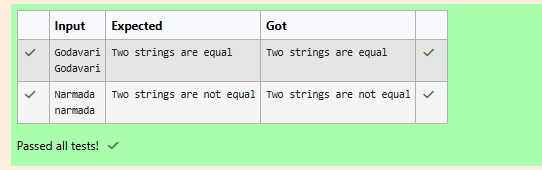 Input Expected Got
Godavari Two strings are equal Two strings are equal
Godavari
Narmada Two strings are not equal Two strings are not equal
narmada
Passed all tests!